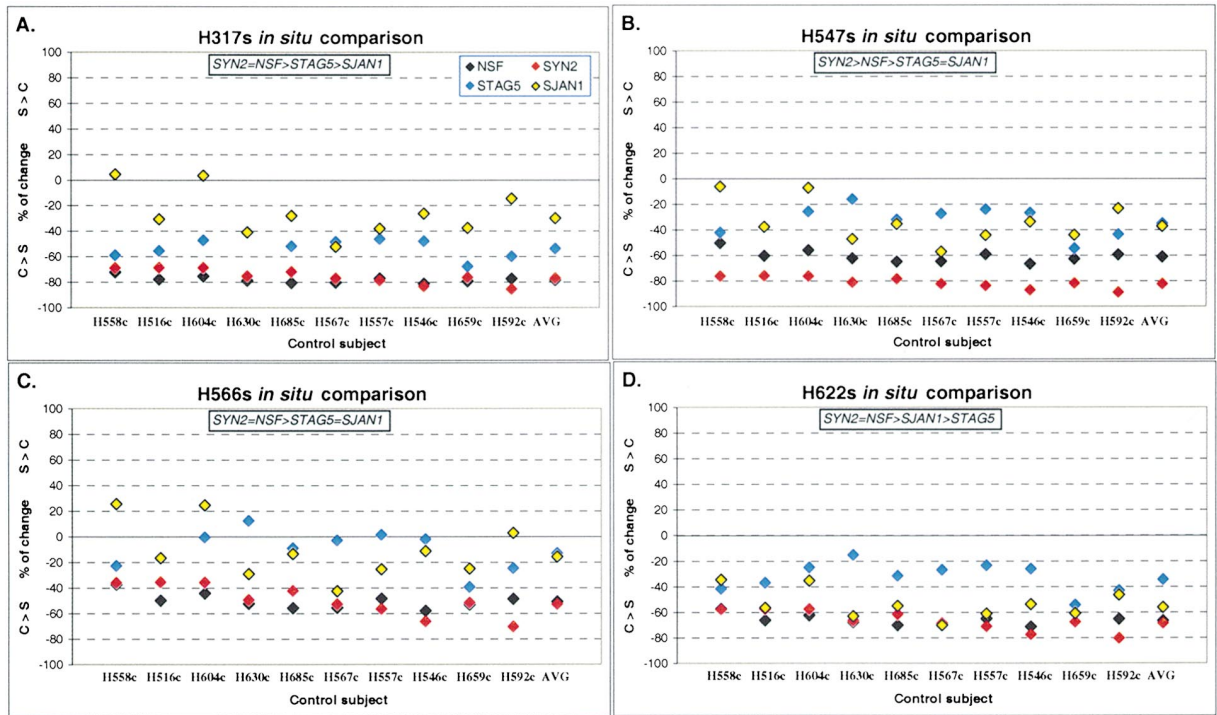 A.
H317s in situ comparison
SYN2=NSF>STAG5>SJAN1
NSF SYN2
STAG5 SJAN1
S > C
% of change
C > S
100
80
60
40
20
0
-20
-40
-60
-80
-100
H558c H516c H604c H630c H685c H567c H557c H546c H659c H592c AVG
Control subject
B.
H547s in situ comparison
SYN2>NSF>STAG5=SJAN1
S > C
% of change
C > S
100
80
60
40
20
0
-20
-40
-60
-80
-100
H558c H516c H604c H630c H685c H567c H557c H546c H659c H592c AVG
Control subject
C.
H566s in situ comparison
SYN2=NSF>STAG5=SJAN1
S > C
% of change
C > S
100
80
60
40
20
0
-20
-40
-60
-80
-100
H558c H516c H604c H630c H685c H567c H557c H546c H659c H592c AVG
Control subject
D.
H622s in situ comparison
SYN2=NSF>SJAN1>STAG5
S > C
% of change
C > S
100
80
60
40
20
0
-20
-40
-60
-80
-100
H558c H516c H604c H630c H685c H567c H557c H546c H659c H592c AVG
Control subject